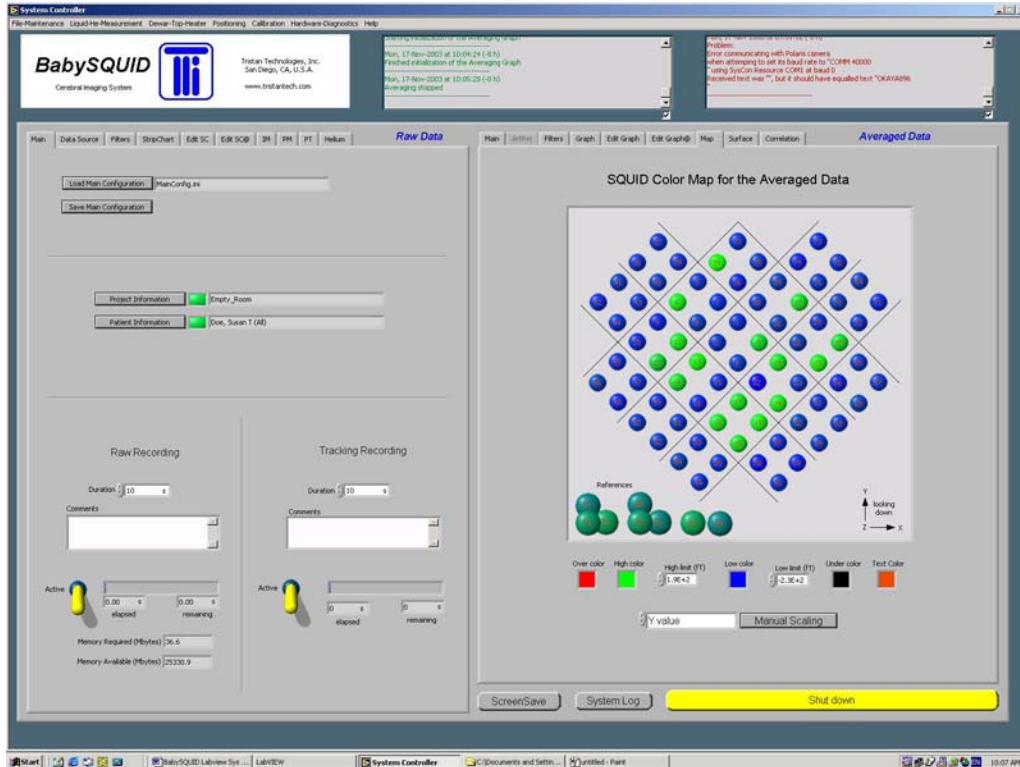 System Controller
File-Maintenance Liquid-He-Measurement Dewar-Top-Heater Positioning Calibration Hardware-Diagnostics Help
BabySQUID
Cerebral Imaging System
Tristan Technologies, Inc.
San Diego, CA, U.S.A.
www.tristantech.com
Mon, 17-Nov-2003 at 10:04:24 (-8 h)
Finished initialization of the Averaging Graph
Mon, 17-Nov-2003 at 10:05:25 (-8 h)
Averaging stopped
Problem:
Error communicating with Polaris camera
when attempting to set its baud rate to "COMM 40000
" using SysCon Resource COM1 at baud 0
Received text was "", but it should have equalled text "OKAYA896
"
Main Data Source Filters StripChart Edit SC Edit SC@ IM PM PT Helium Raw Data
Load Main Configuration MainConfig.ini
Save Main Configuration
Project Information Empty_Room
Patient Information Doe, Susan T (All)
Raw Recording
Duration 10 s
Comments
Active
0.00 s 0.00 s
elapsed remaining
Memory Required (Mbytes) 36.6
Memory Available (Mbytes) 25330.9
Tracking Recording
Duration 10 s
Comments
Active
0 s 0 s
elapsed remaining
Main Filters Graph Edit Graph Edit Graph@ Map Surface Correlation Averaged Data
SQUID Color Map for the Averaged Data
References
Y
looking
down
Z X
Over color High color High limit (fT) Low color Low limit (fT) Under color Text Color
1.9E+2 -2.3E+2
Y value Manual Scaling
ScreenSave System Log Shut down
Start BabySQUID Labview Sys ... LabVIEW System Controller C:\Documents and Settin... untitled - Paint 10:07 AM